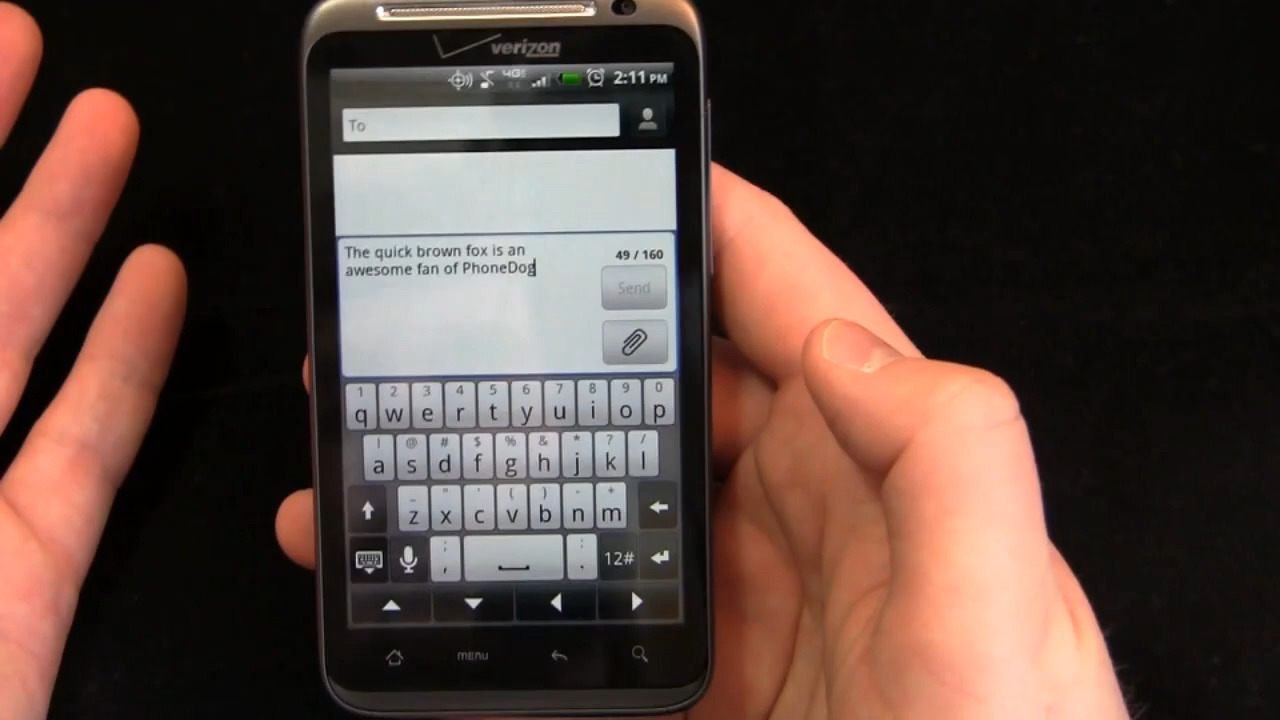 verizon
4G 2:11 PM
To
The quick brown fox is an
awesome fan of PhoneDog
49 / 160
Send
1 2 3 4 5 6 7 8 9 0
q w e r t y u i o p
! @ # $ % & * ? /
a s d f g h j k l
_ " ' ( ) - +
z x c v b n m
; :
, . 12#
MENU